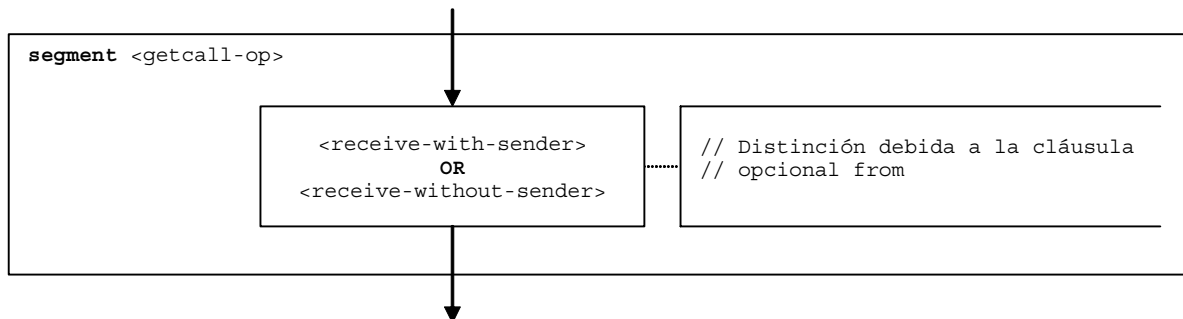 segment <getcall-op>
<receive-with-sender>
OR
<receive-without-sender>
// Distinción debida a la cláusula
// opcional from